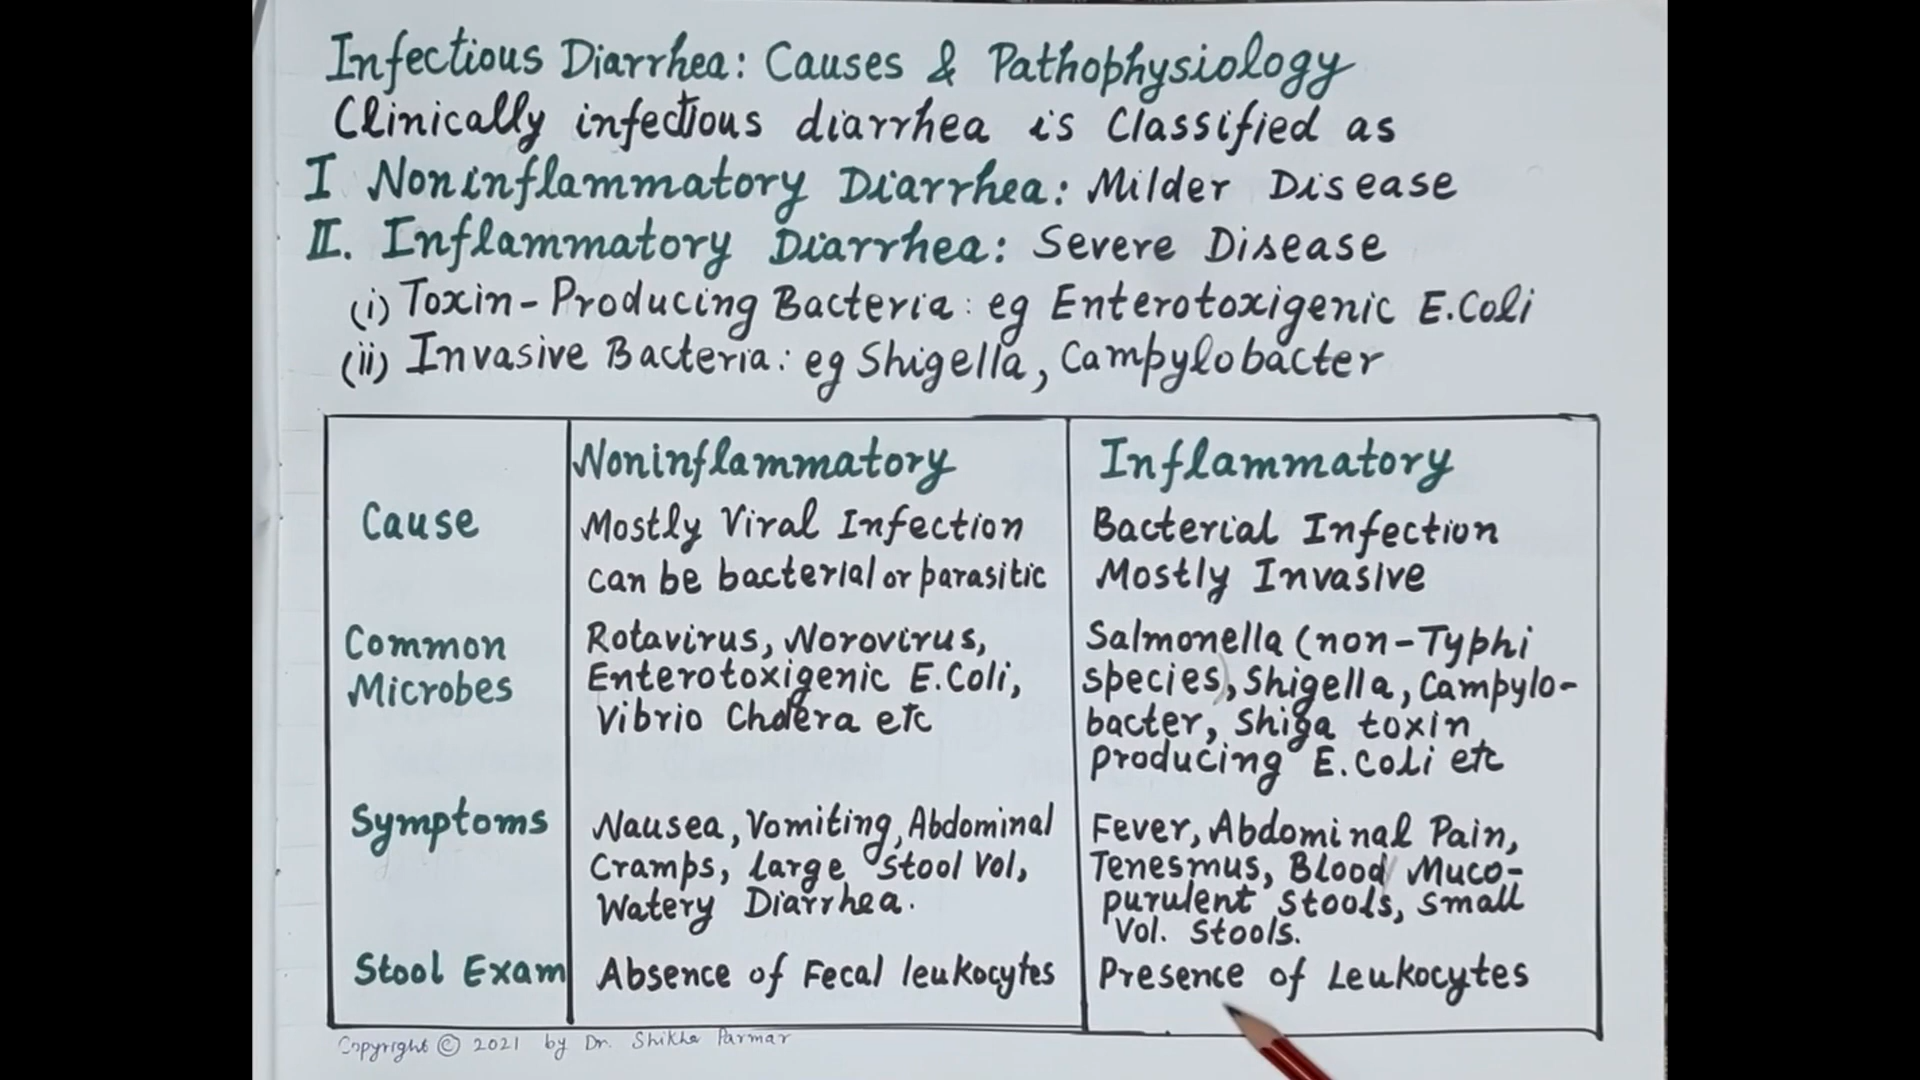 Infectious Diarrhea: Causes & Pathophysiology
Clinically infectious diarrhea is Classified as
I Noninflammatory Diarrhea: Milder Disease
II. Inflammatory Diarrhea: Severe Disease
(i) Toxin-Producing Bacteria: eg Enterotoxigenic E.Coli
(ii) Invasive Bacteria: eg Shigella, Campylobacter
Noninflammatory
Inflammatory
Cause
Mostly Viral Infection
can be bacterial or parasitic
Bacterial Infection
Mostly Invasive
Common
Microbes
Rotavirus, Norovirus,
Enterotoxigenic E.Coli,
Vibrio Cholera etc
Salmonella (non-Typhi
species), Shigella, Campylo-
bacter, Shiga toxin
producing E.Coli etc
Symptoms
Nausea, Vomiting, Abdominal
Cramps, large Stool Vol,
Watery Diarrhea.
Fever, Abdominal Pain,
Tenesmus, Blood Muco-
purulent Stools, Small
Vol. Stools.
Stool Exam
Absence of Fecal leukocytes
Presence of Leukocytes
Copyright © 2021 by Dr. Shikha Parmar